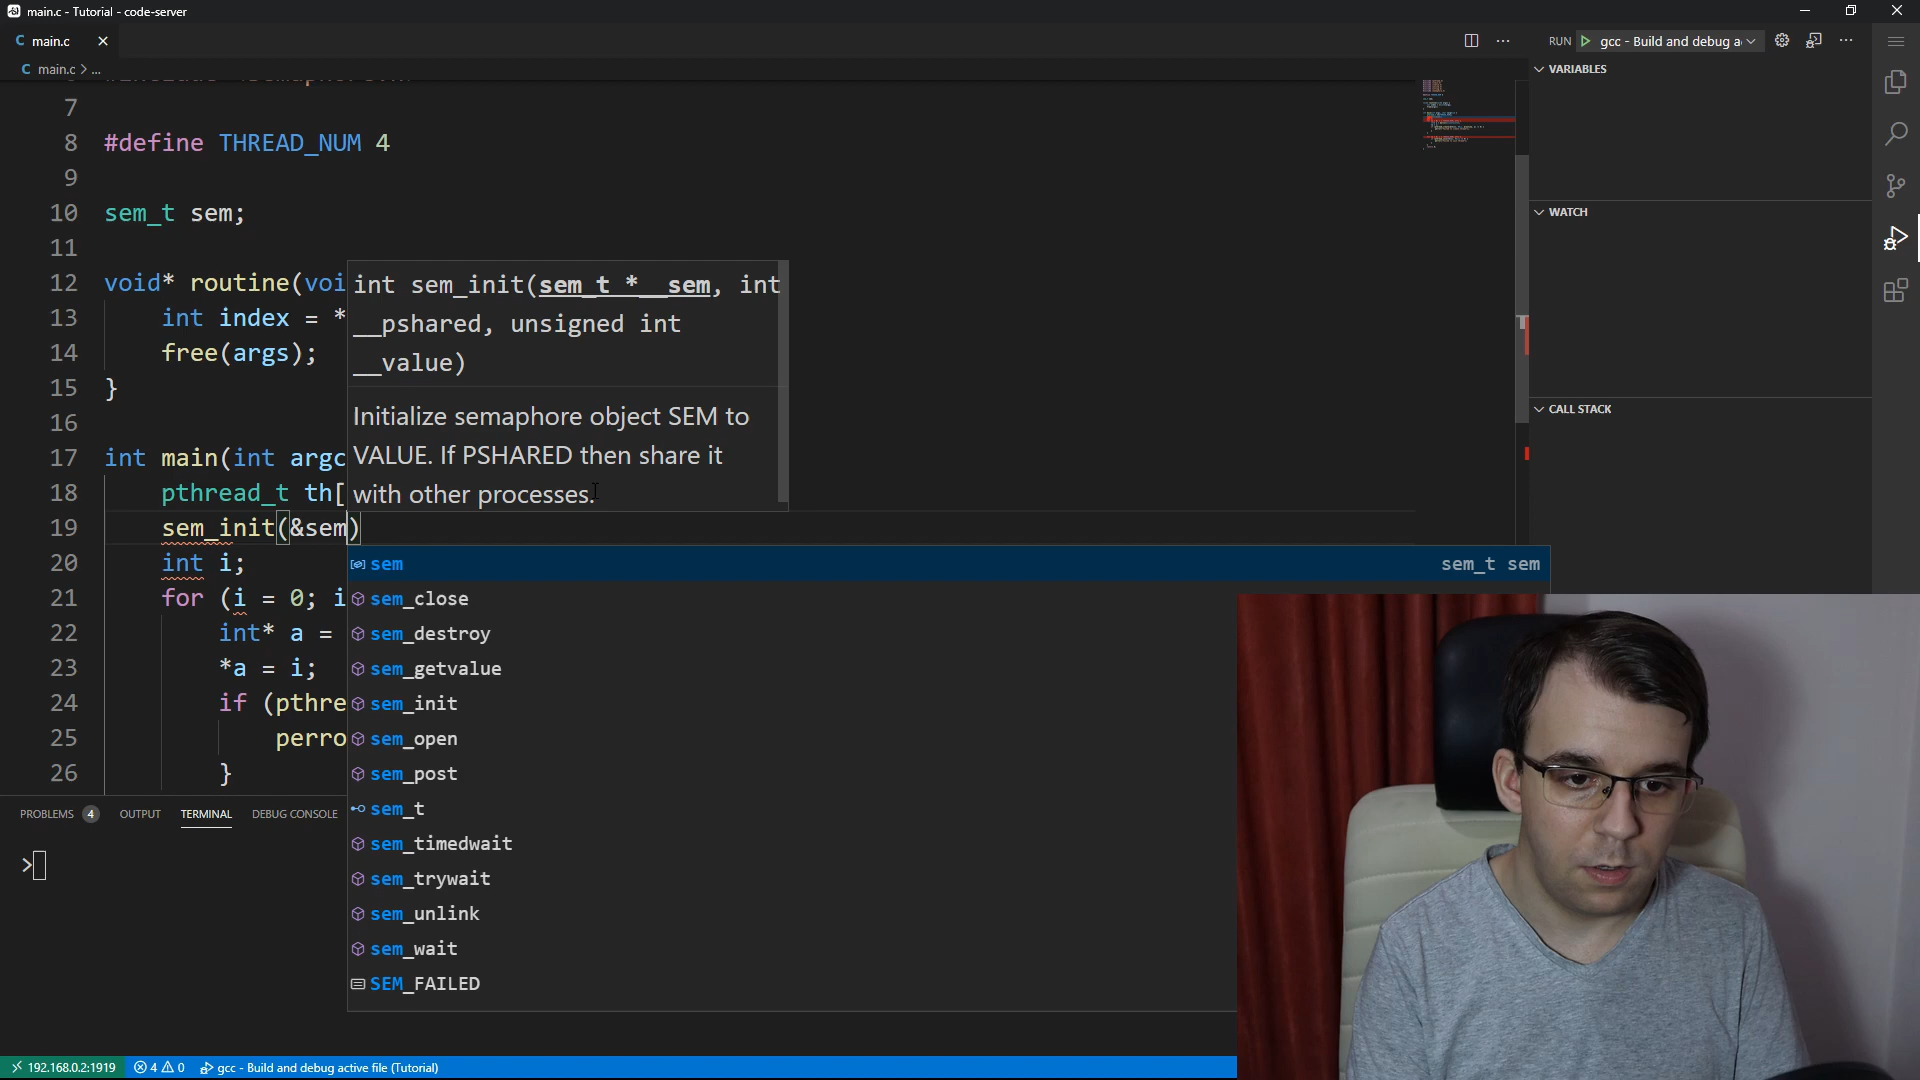 main.c - Tutorial - code-server
main.c
RUN gcc - Build and debug a
main.c > ...
VARIABLES
7
8 #define THREAD_NUM 4
9
10 sem_t sem;
11
12 void* routine(voi
13 int index = *
14 free(args);
15 }
16
17 int main(int argc
18 pthread_t th[
19 sem_init(&sem)
20 int i;
21 for (i = 0; i
22 int* a =
23 *a = i;
24 if (pthre
25 perro
26 }
int sem_init(sem_t *__sem, int
__pshared, unsigned int
__value)
Initialize semaphore object SEM to
VALUE. If PSHARED then share it
with other processes.
sem sem_t sem
sem_close
sem_destroy
sem_getvalue
sem_init
sem_open
sem_post
sem_t
sem_timedwait
sem_trywait
sem_unlink
sem_wait
SEM_FAILED
WATCH
CALL STACK
PROBLEMS 4 OUTPUT TERMINAL DEBUG CONSOLE
>
192.168.0.2:1919 4 0 gcc - Build and debug active file (Tutorial)